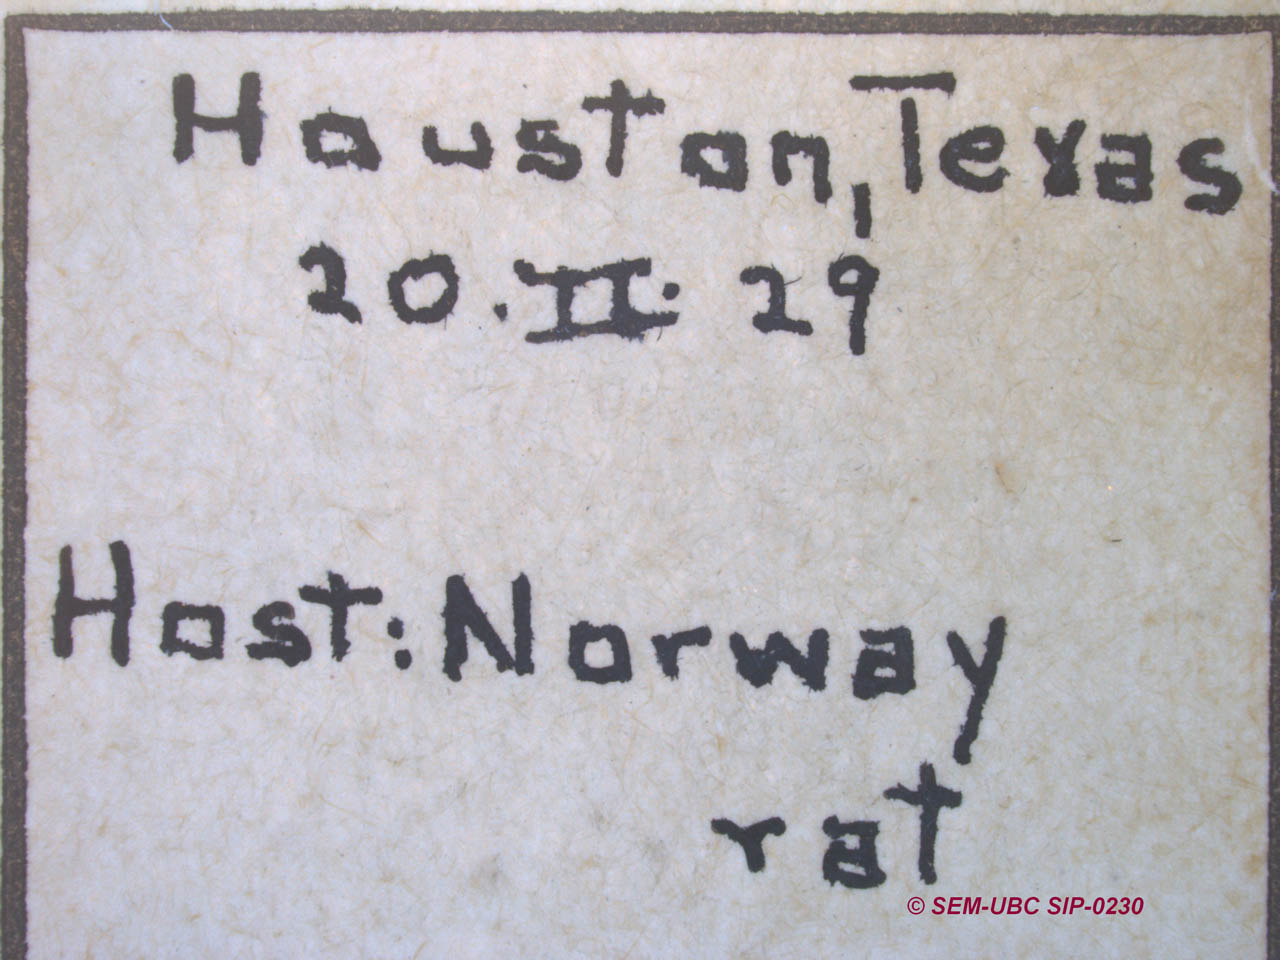 Houston, Texas
20.II.29
Host: Norway
rat
© SEM-UBC SIP-0230